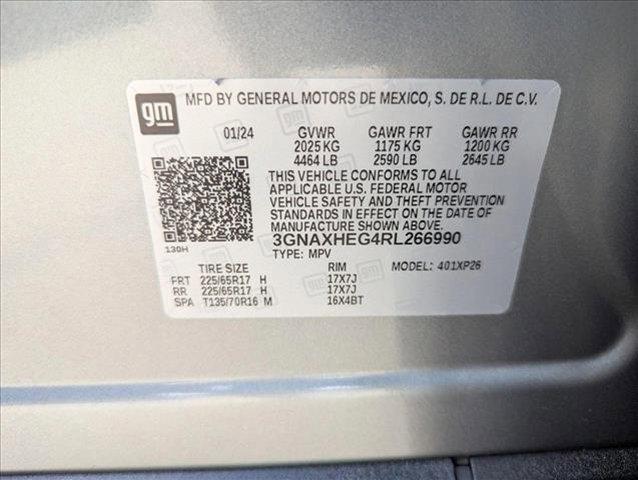 gm MFD BY GENERAL MOTORS DE MEXICO, S. DE R.L. DE C.V.
01/24 GVWR GAWR FRT GAWR RR
2025 KG 1175 KG 1200 KG
4464 LB 2590 LB 2645 LB
THIS VEHICLE CONFORMS TO ALL
APPLICABLE U.S. FEDERAL MOTOR
VEHICLE SAFETY AND THEFT PREVENTION
STANDARDS IN EFFECT ON THE DATE
OF MANUFACTURE SHOWN ABOVE.
130H 3GNAXHEG4RL266990
TYPE: MPV MODEL: 401XP26
TIRE SIZE RIM
FRT 225/65R17 H 17X7J
RR 225/65R17 H 17X7J
SPA T135/70R16 M 16X4BT